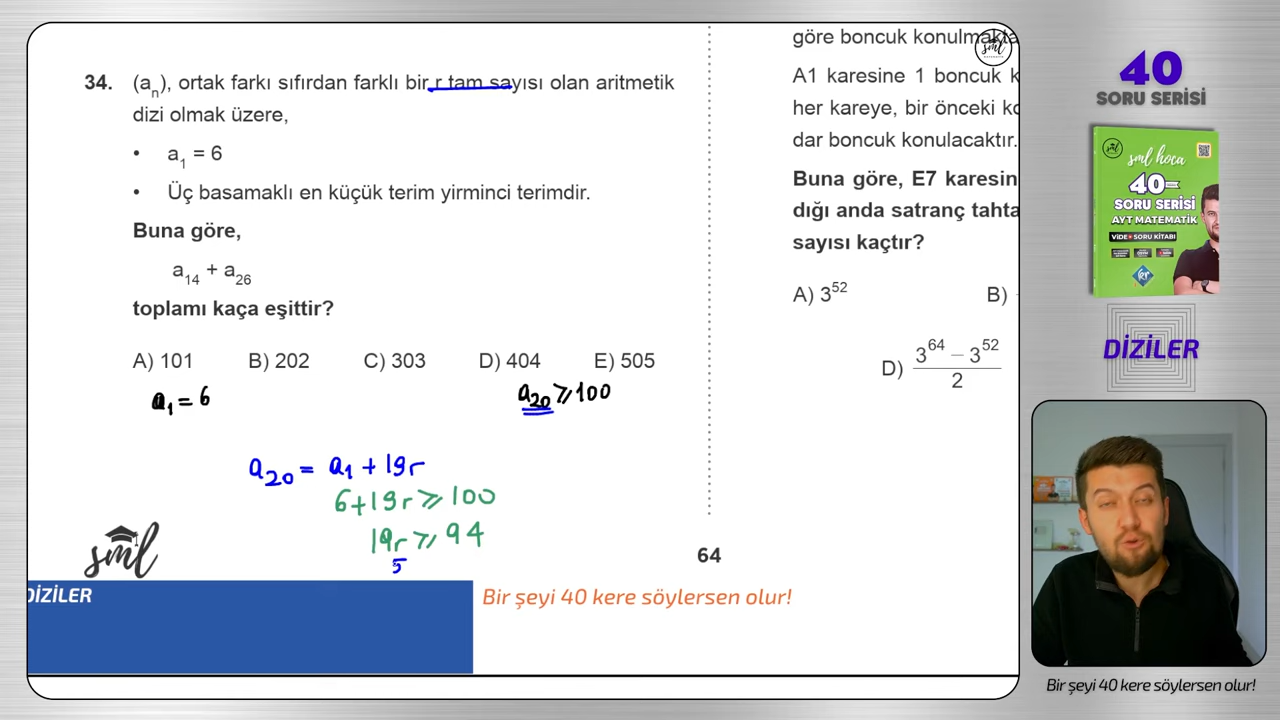 34. (aₙ), ortak farkı sıfırdan farklı bir r tam sayısı olan aritmetik
dizi olmak üzere,
• a₁ = 6
• Üç basamaklı en küçük terim yirminci terimdir.
Buna göre,
a₁₄ + a₂₆
toplamı kaça eşittir?
A) 101 B) 202 C) 303 D) 404 E) 505
a₁ = 6
a₂₀ ⩾ 100
a₂₀ = a₁ + 19r
6 + 19r ⩾ 100
19r ⩾ 94
5
sml
64
DİZİLER
Bir şeyi 40 kere söylersen olur!
göre boncuk konulmakta
sml
A1 karesine 1 boncuk k
her kareye, bir önceki ko
dar boncuk konulacaktır.
Buna göre, E7 karesin
dığı anda satranç tahta
sayısı kaçtır?
A) 3⁵² B)
D) (3⁶⁴ – 3⁵²)/2
40
SORU SERİSİ
sml hoca
40
SORU SERİSİ
AYT MATEMATİK
VİDEO SORU KİTABI
DİZİLER
Bir şeyi 40 kere söylersen olur!